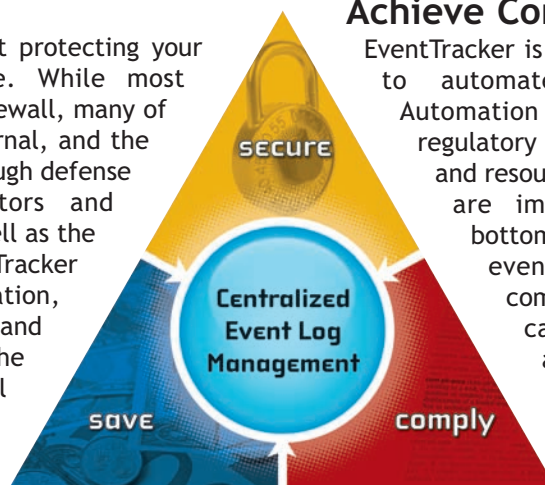 t protecting your
e. While most
ewall, many of
rnal, and the
ugh defense
tors and
ell as the
Tracker
ation,
and
he
l
secure
Centralized
Event Log
Management
save
comply
Achieve Co
EventTracker is
to automate
Automation
regulatory
and resou
are im
bottom
even
com
ca
a